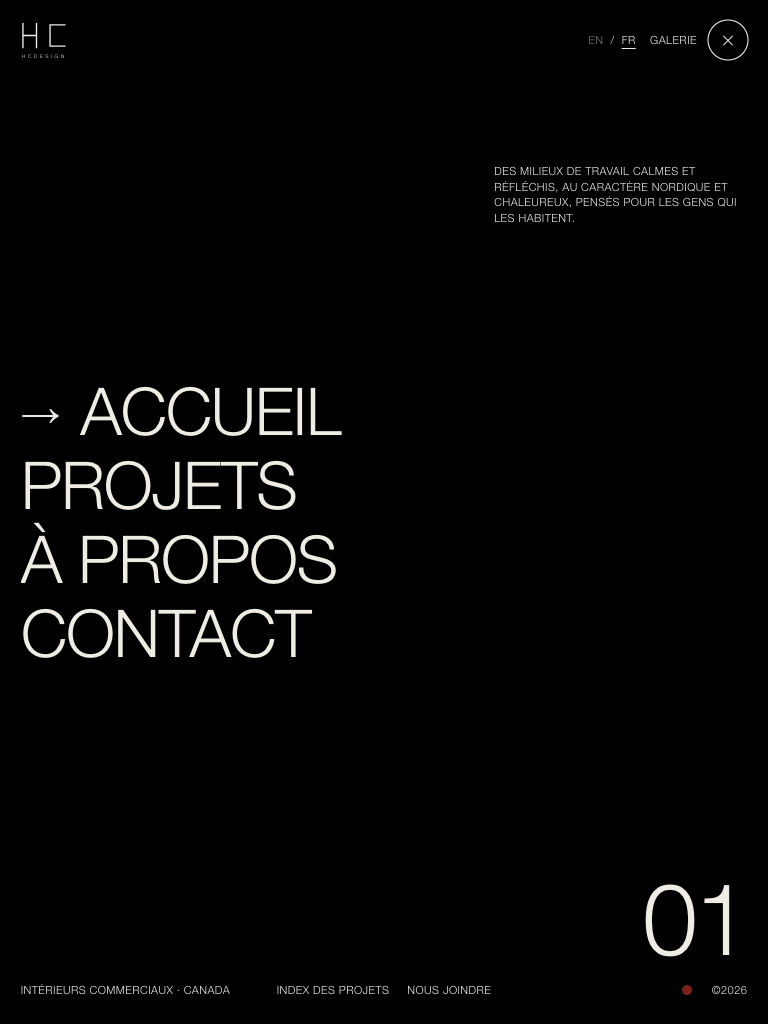 HC
HCDESIGN
EN / FR GALERIE
DES MILIEUX DE TRAVAIL CALMES ET
RÉFLÉCHIS, AU CARACTÈRE NORDIQUE ET
CHALEUREUX, PENSÉS POUR LES GENS QUI
LES HABITENT.
→ ACCUEIL
PROJETS
À PROPOS
CONTACT
01
INTÉRIEURS COMMERCIAUX · CANADA
INDEX DES PROJETS
NOUS JOINDRE
©2026